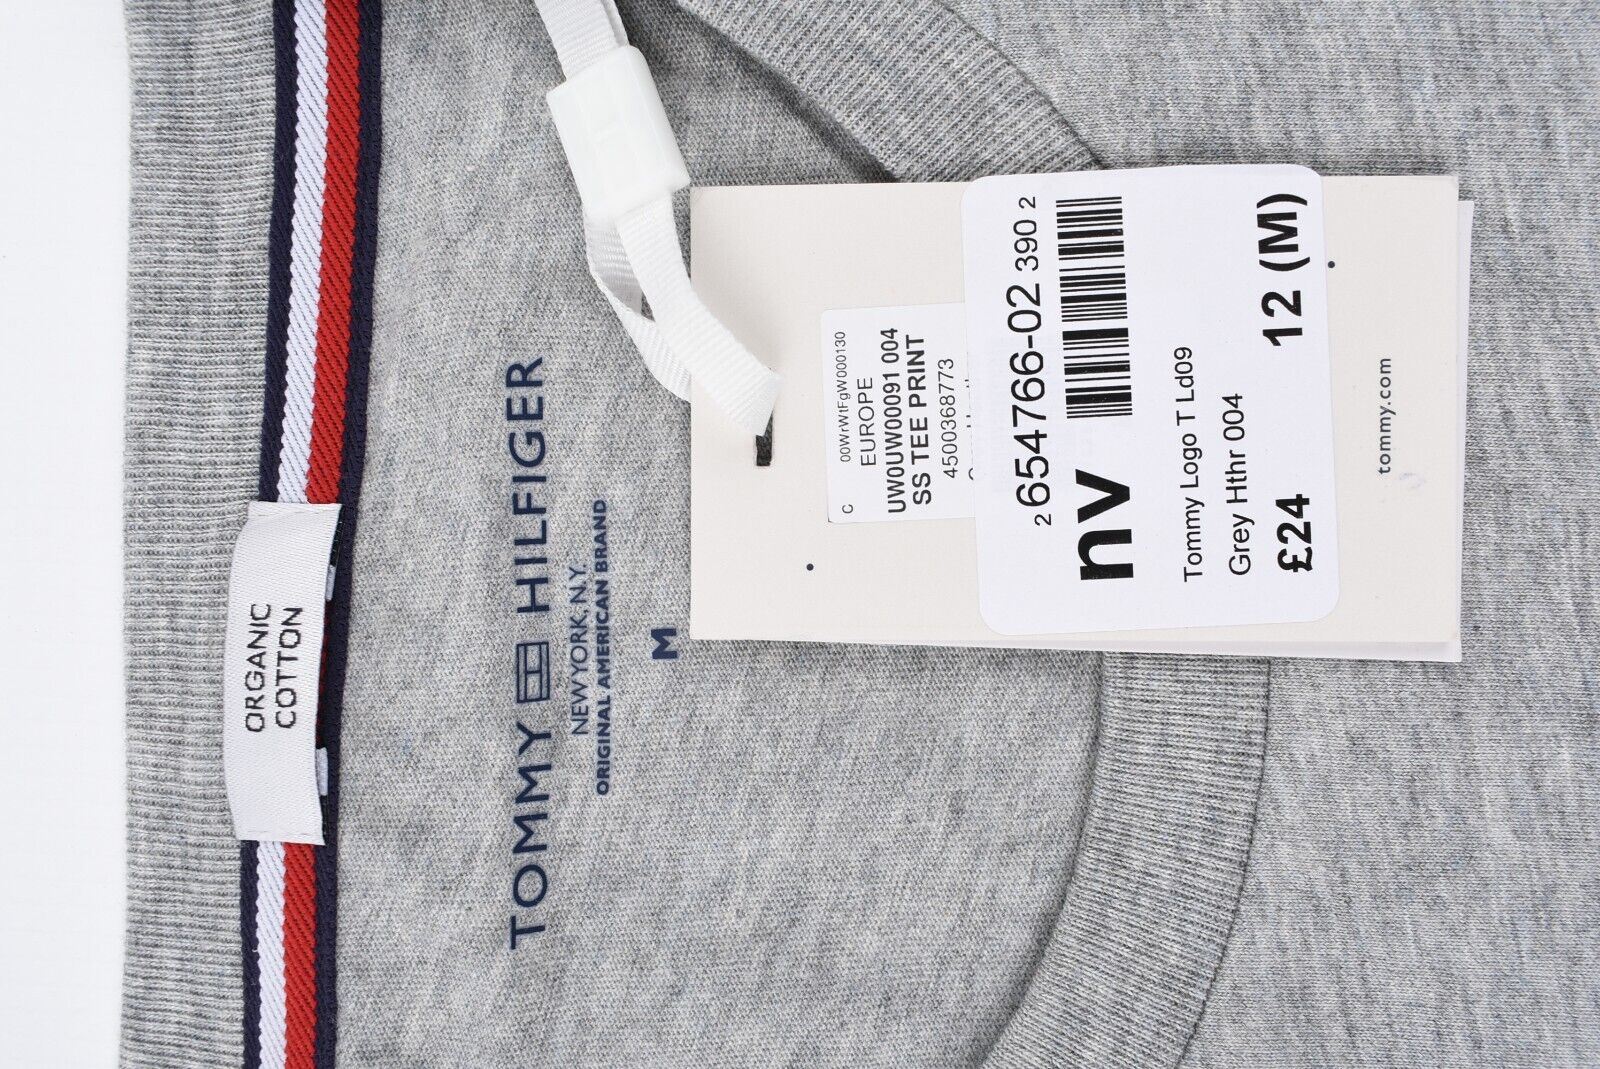 ORGANIC
COTTON
TOMMY HILFIGER
NEW YORK, N.Y.
ORIGINAL AMERICAN BRAND
M
C 00WrWtFgW000130
EUROPE
UW0UW00091 004
SS TEE PRINT
4500368773
2 654766-02 390 2
nv
Tommy Logo T Ld09
Grey Hthr 004
£24 12 (M)
tommy.com